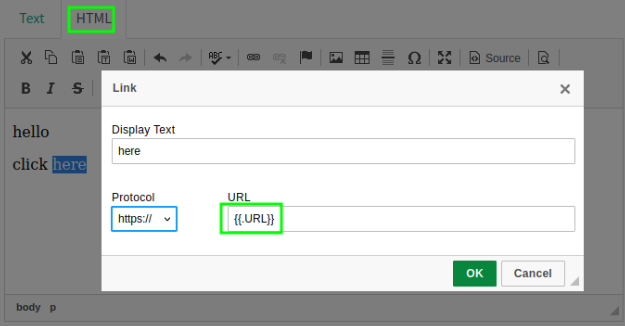 Text HTML
Source
Link
Display Text
here
hello
click here
Protocol URL
https:// {{.URL}}
OK Cancel
body p